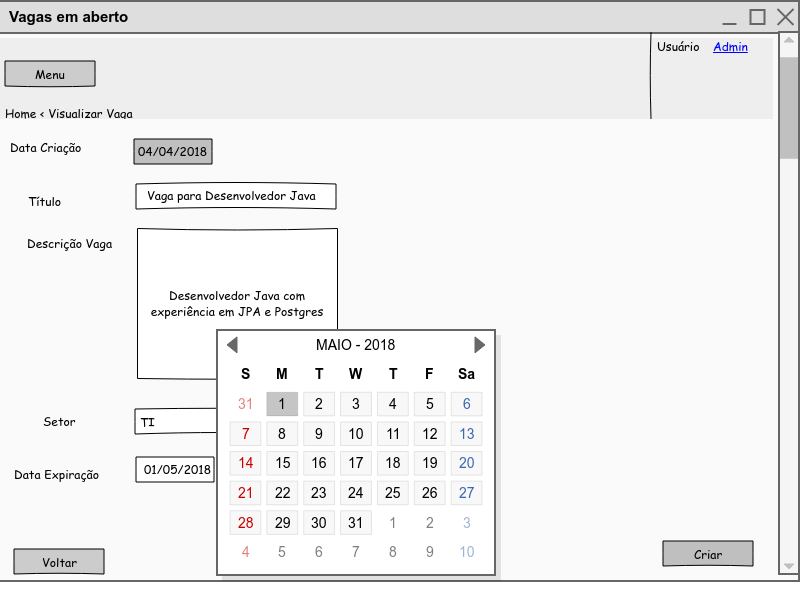 Vagas em aberto
Usuário Admin
Menu
Home < Visualizar Vaga
Data Criação 04/04/2018
Título Vaga para Desenvolvedor Java
Descrição Vaga
Desenvolvedor Java com
experiência em JPA e Postgres
MAIO - 2018
S M T W T F Sa
31 1 2 3 4 5 6
7 8 9 10 11 12 13
14 15 16 17 18 19 20
21 22 23 24 25 26 27
28 29 30 31 1 2 3
4 5 6 7 8 9 10
Setor TI
Data Expiração 01/05/2018
Voltar
Criar